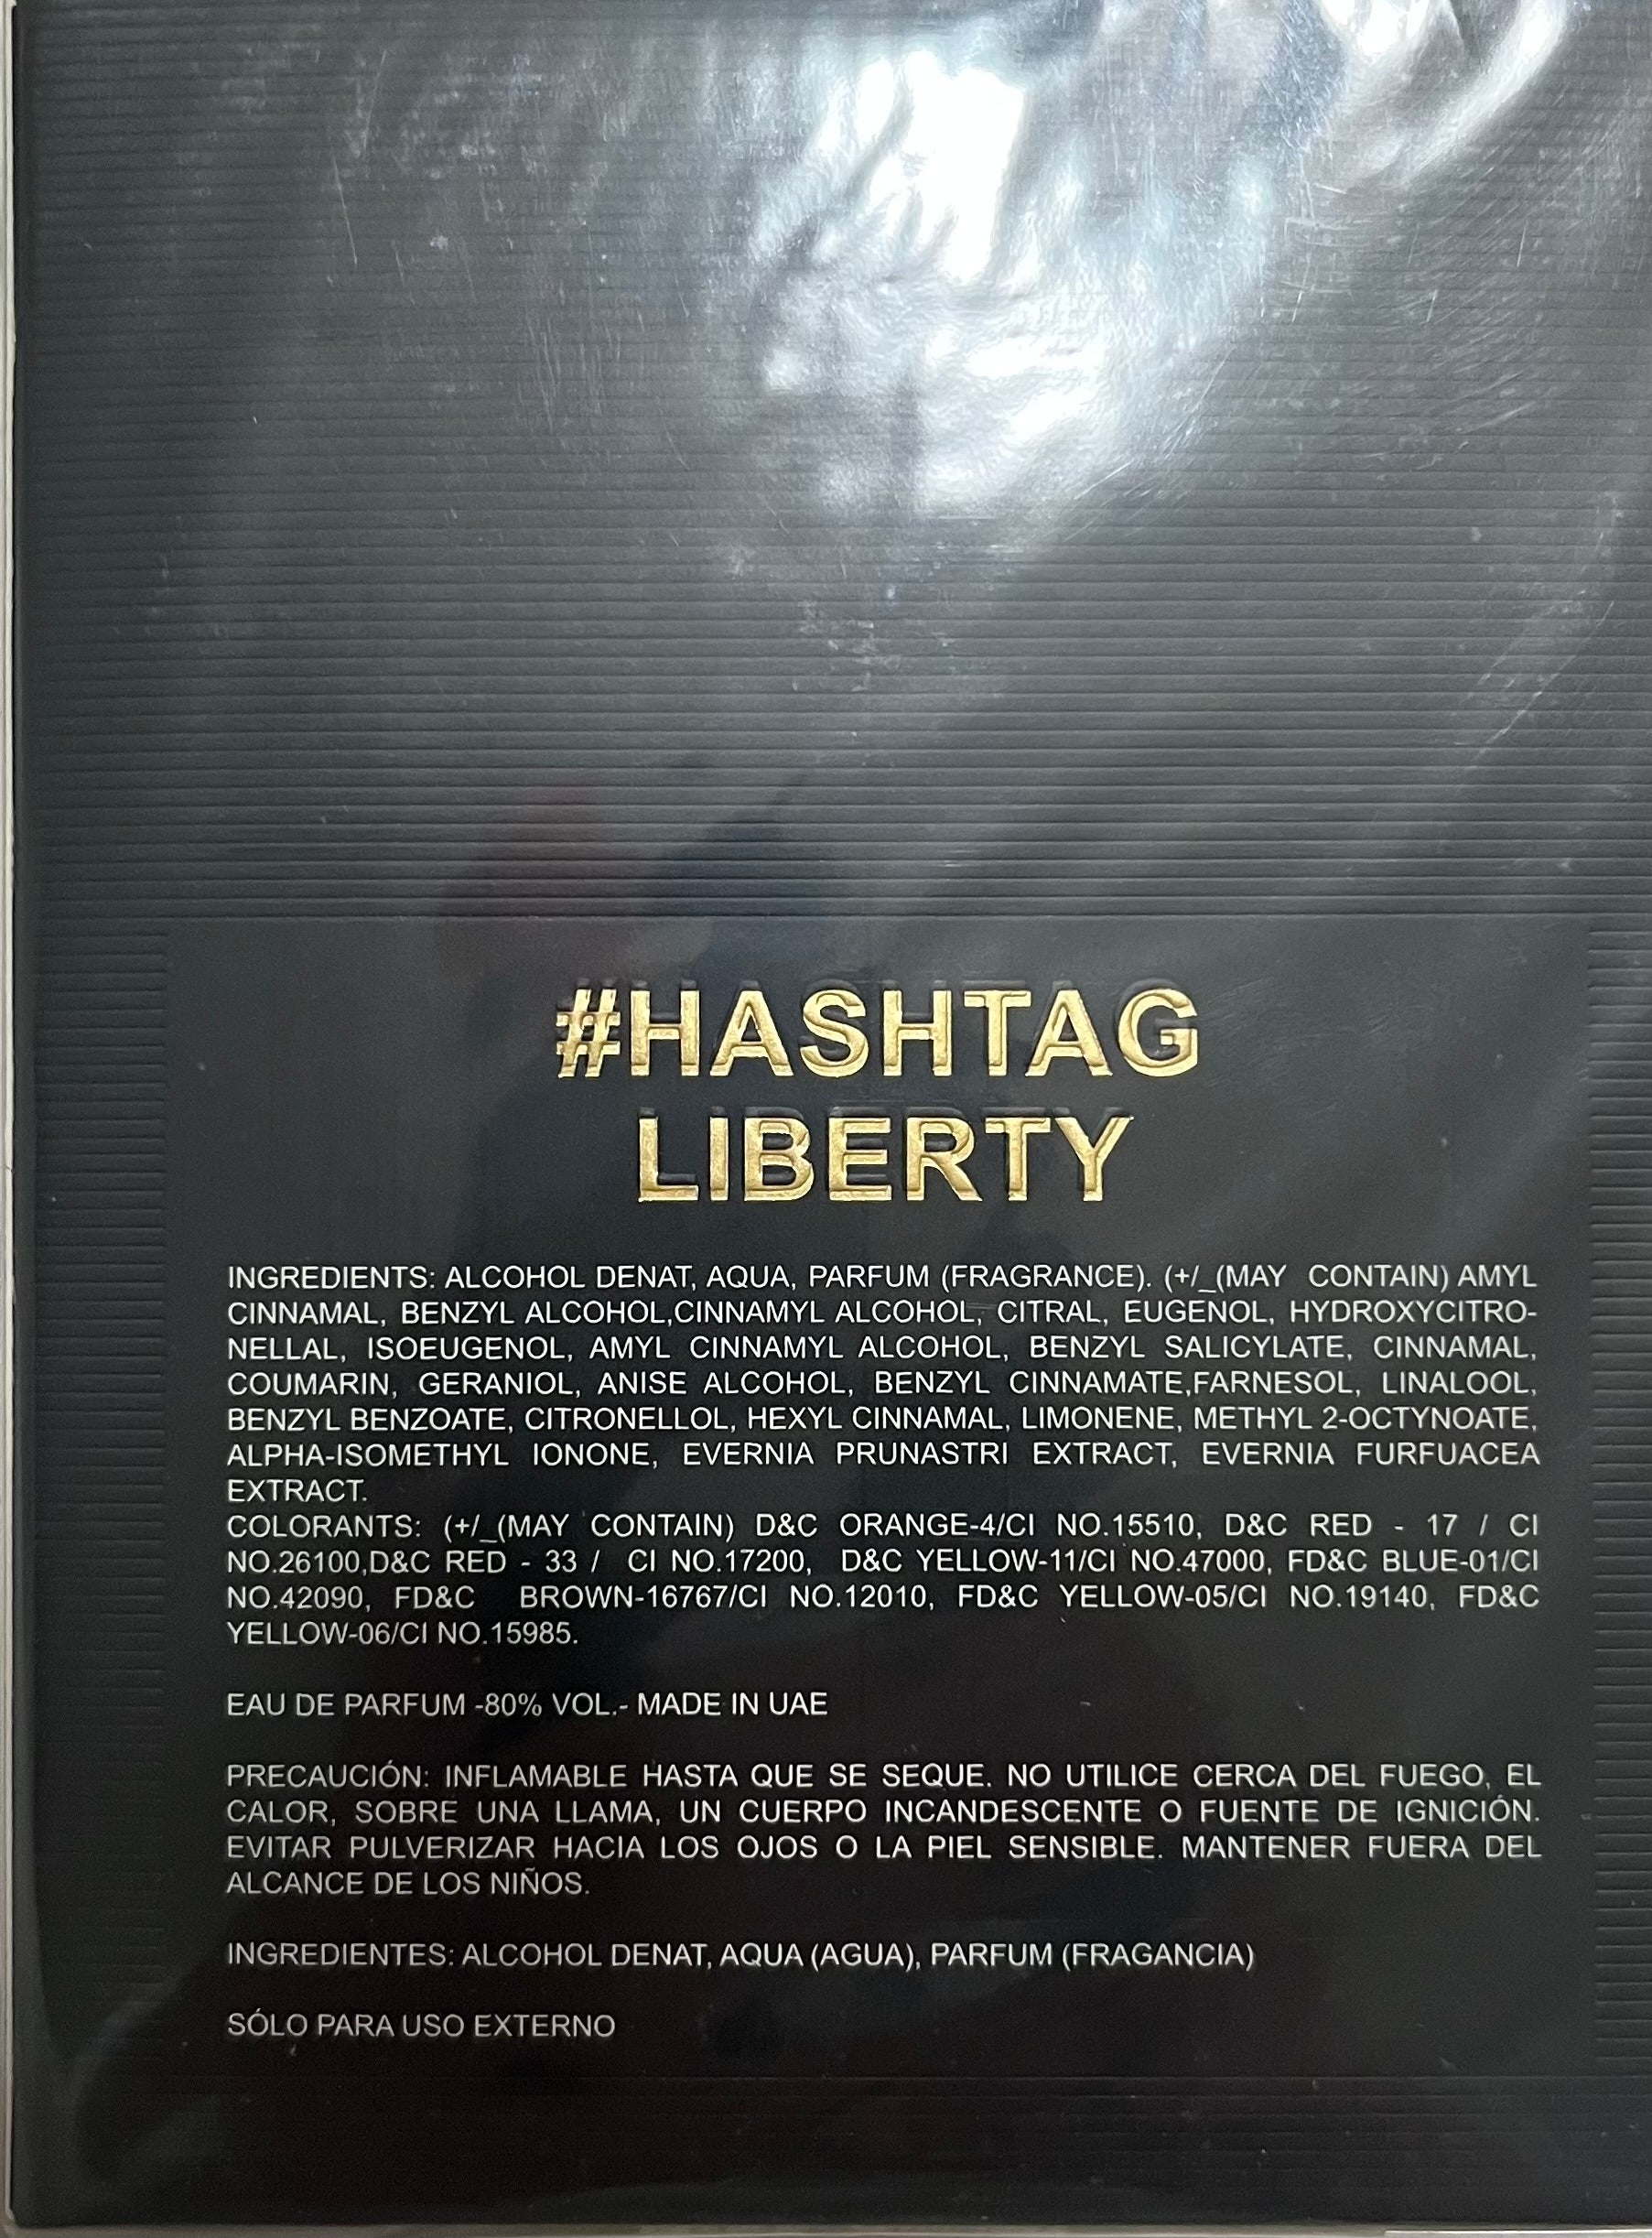 #HASHTAG
LIBERTY
INGREDIENTS: ALCOHOL DENAT, AQUA, PARFUM (FRAGRANCE). (+/_(MAY CONTAIN) AMYL
CINNAMAL, BENZYL ALCOHOL,CINNAMYL ALCOHOL, CITRAL, EUGENOL, HYDROXYCITRO-
NELLAL, ISOEUGENOL, AMYL CINNAMYL ALCOHOL, BENZYL SALICYLATE, CINNAMAL,
COUMARIN, GERANIOL, ANISE ALCOHOL, BENZYL CINNAMATE,FARNESOL, LINALOOL,
BENZYL BENZOATE, CITRONELLOL, HEXYL CINNAMAL, LIMONENE, METHYL 2-OCTYNOATE,
ALPHA-ISOMETHYL IONONE, EVERNIA PRUNASTRI EXTRACT, EVERNIA FURFUACEA
EXTRACT.
COLORANTS: (+/_(MAY CONTAIN) D&C ORANGE-4/CI NO.15510, D&C RED - 17 / CI
NO.26100,D&C RED - 33 / CI NO.17200, D&C YELLOW-11/CI NO.47000, FD&C BLUE-01/CI
NO.42090, FD&C BROWN-16767/CI NO.12010, FD&C YELLOW-05/CI NO.19140, FD&C
YELLOW-06/CI NO.15985.
EAU DE PARFUM -80% VOL.- MADE IN UAE
PRECAUCIÓN: INFLAMABLE HASTA QUE SE SEQUE. NO UTILICE CERCA DEL FUEGO, EL
CALOR, SOBRE UNA LLAMA, UN CUERPO INCANDESCENTE O FUENTE DE IGNICIÓN.
EVITAR PULVERIZAR HACIA LOS OJOS O LA PIEL SENSIBLE. MANTENER FUERA DEL
ALCANCE DE LOS NIÑOS.
INGREDIENTES: ALCOHOL DENAT, AQUA (AGUA), PARFUM (FRAGANCIA)
SÓLO PARA USO EXTERNO